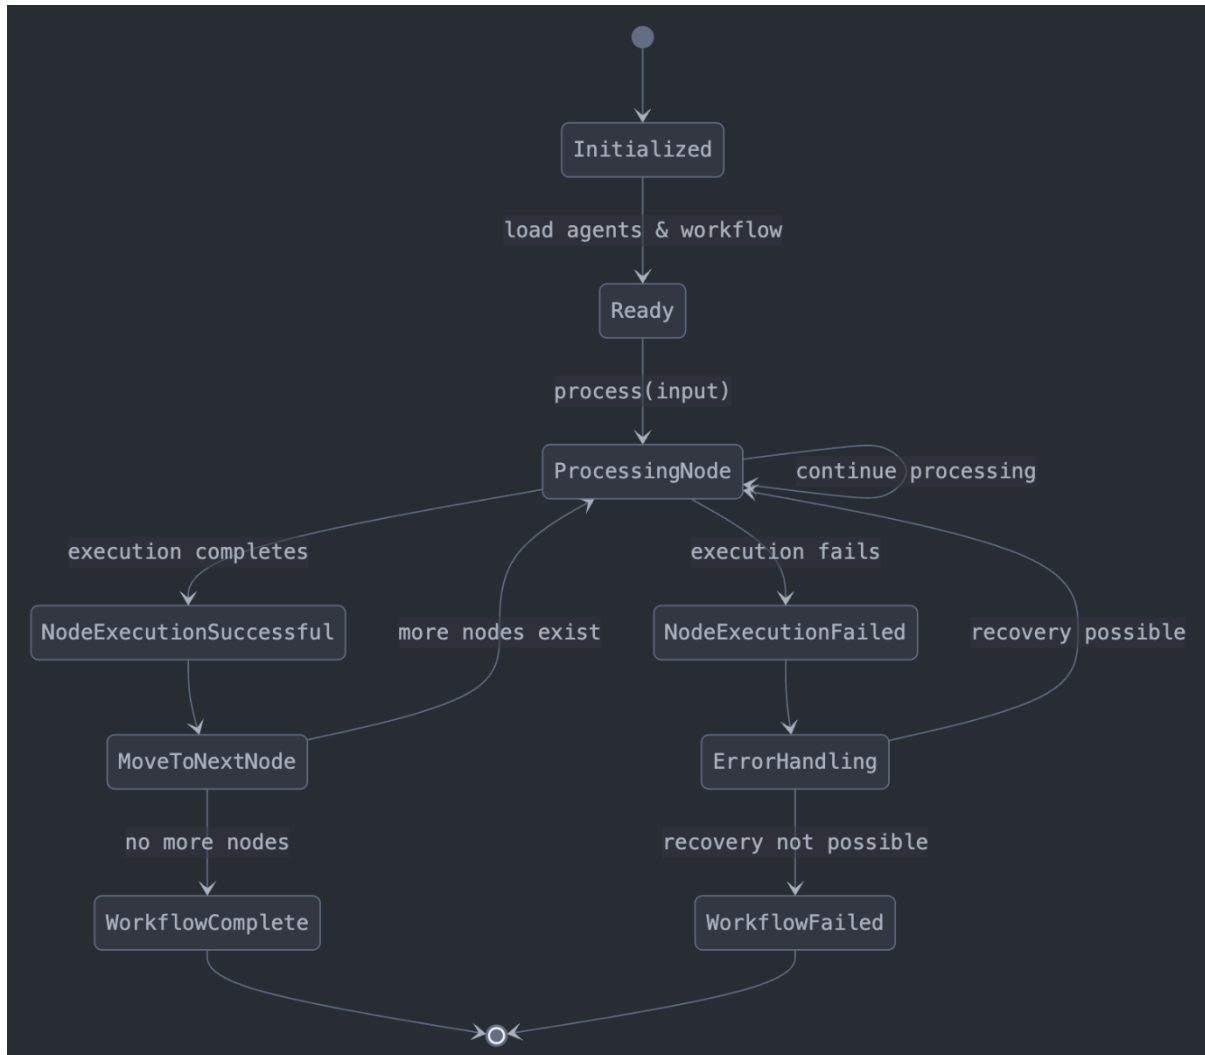 Initialized
load agents & workflow
Ready
process(input)
ProcessingNode
continue processing
execution completes
execution fails
NodeExecutionSuccessful
more nodes exist
NodeExecutionFailed
recovery possible
MoveToNextNode
ErrorHandling
no more nodes
recovery not possible
WorkflowComplete
WorkflowFailed